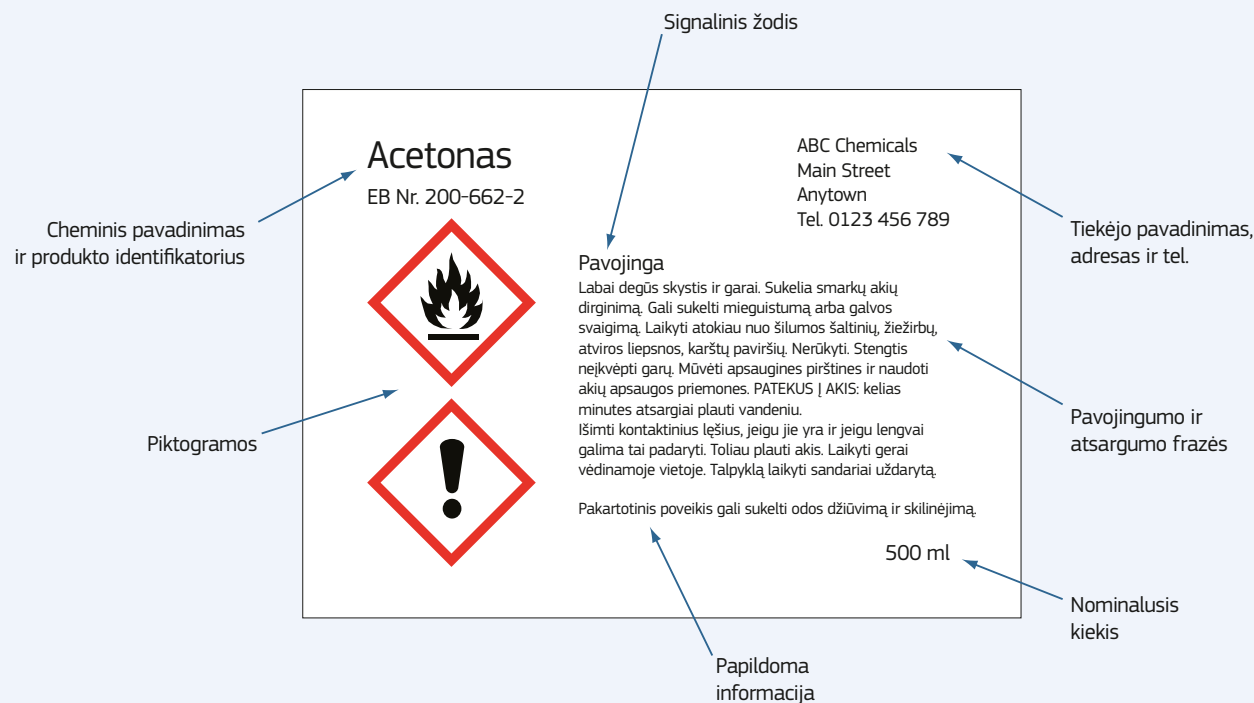 Signalinis žodis
Acetonas
EB Nr. 200-662-2
ABC Chemicals
Main Street
Anytown
Tel. 0123 456 789
Cheminis pavadinimas
ir produkto identifikatorius
Tiekėjo pavadinimas,
adresas ir tel.
Pavojinga
Labai degūs skystis ir garai. Sukelia smarkų akių
dirginimą. Gali sukelti mieguistumą arba galvos
svaigimą. Laikyti atokiau nuo šilumos šaltinių, žiežirbų,
atviros liepsnos, karštų paviršių. Nerūkyti. Stengtis
neįkvėpti garų. Mūvėti apsaugines pirštines ir naudoti
akių apsaugos priemones. PATEKUS Į AKIS: kelias
minutes atsargiai plauti vandeniu.
Išimti kontaktinius lęšius, jeigu jie yra ir jeigu lengvai
galima tai padaryti. Toliau plauti akis. Laikyti gerai
vėdinamoje vietoje. Talpyklą laikyti sandariai uždarytą.
Pavojingumo ir
atsargumo frazės
Piktogramos
Pakartotinis poveikis gali sukelti odos džiūvimą ir skilinėjimą.
500 ml
Nominalusis
kiekis
Papildoma
informacija